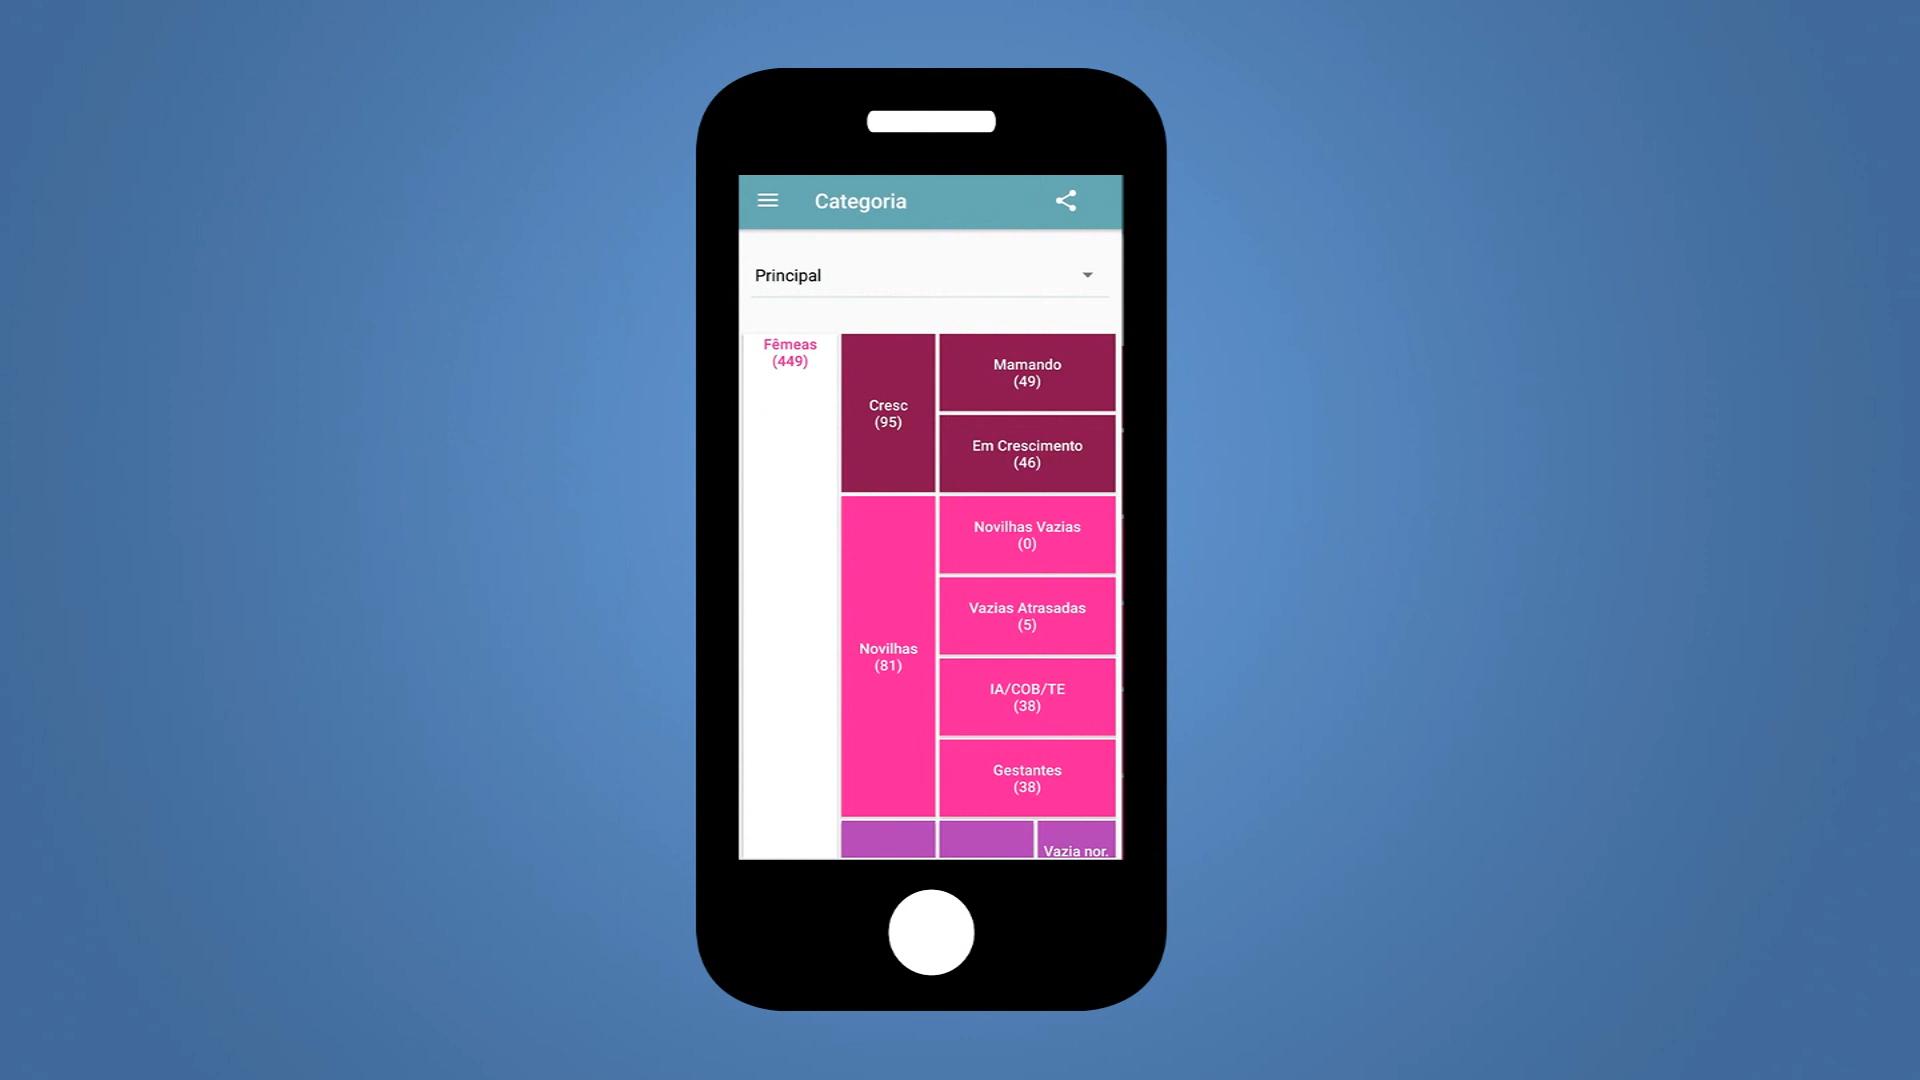 Categoria
Principal
Fêmeas
(449)
Cresc
(95)
Mamando
(49)
Em Crescimento
(46)
Novilhas
(81)
Novilhas Vazias
(0)
Vazias Atrasadas
(5)
IA/COB/TE
(38)
Gestantes
(38)
Vazia nor.